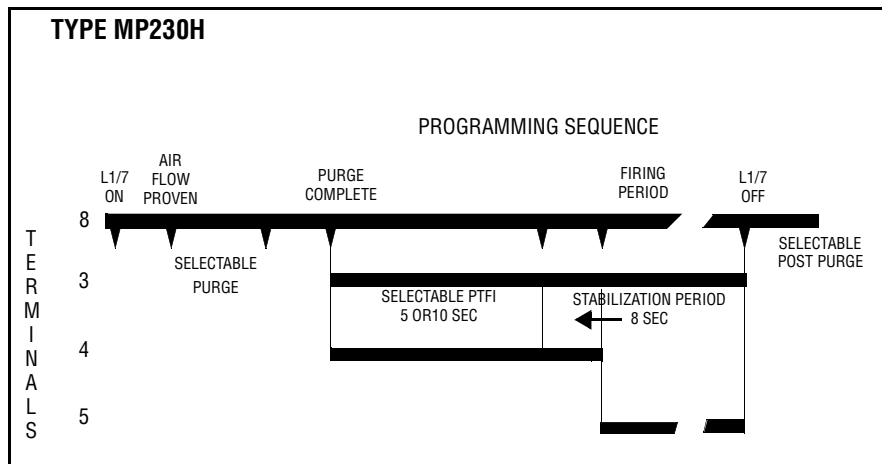 TYPE MP230H
PROGRAMMING SEQUENCE
L1/7
ON
AIR
FLOW
PROVEN
PURGE
COMPLETE
FIRING
PERIOD
L1/7
OFF
TERMINALS
8
SELECTABLE
PURGE
SELECTABLE
POST PURGE
3
SELECTABLE PTFI
5 OR10 SEC
STABILIZATION PERIOD
8 SEC
4
5